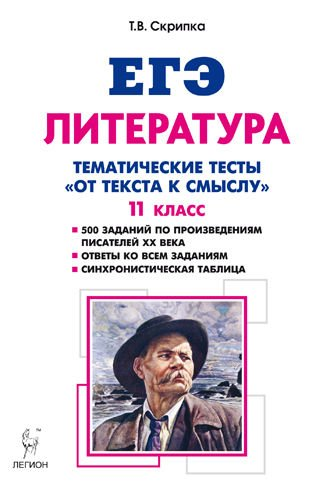 Т.В. Скрипка
ЕГЭ
ЛИТЕРАТУРА
ТЕМАТИЧЕСКИЕ ТЕСТЫ
«ОТ ТЕКСТА К СМЫСЛУ»
11 КЛАСС
500 ЗАДАНИЙ ПО ПРОИЗВЕДЕНИЯМ
ПИСАТЕЛЕЙ XX ВЕКА
ОТВЕТЫ КО ВСЕМ ЗАДАНИЯМ
СИНХРОНИСТИЧЕСКАЯ ТАБЛИЦА
TM
ЛЕГИОН